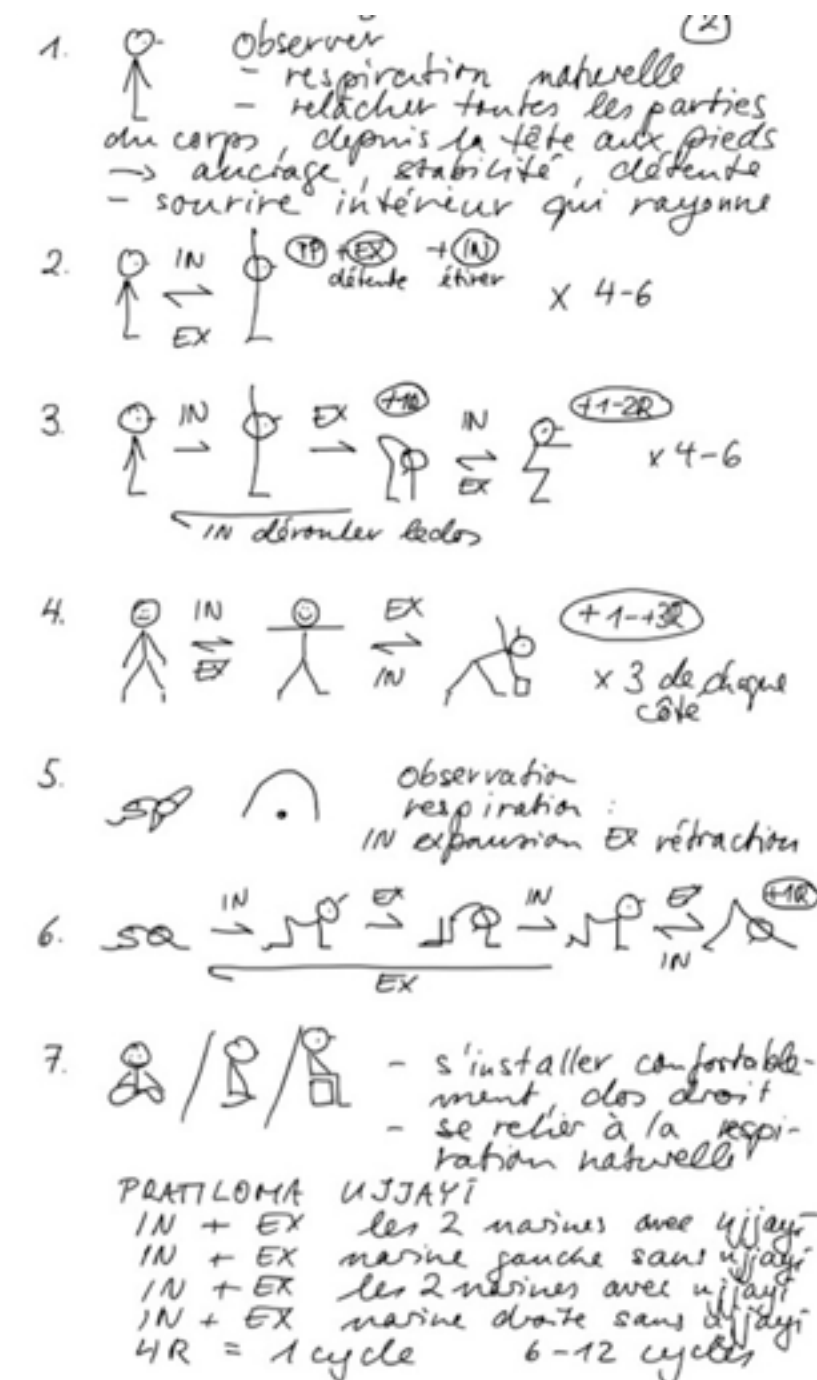 (2)
1. Observer
- respiration naturelle
- relâcher toutes les parties
du corps, depuis la tête aux pieds
-> ancrage, stabilité, détente
- sourire intérieur qui rayonne
2. IN EX PP + EX + IN
détente étirer
x 4-6
3. IN EX +1R IN EX +1-2R
x 4-6
IN dérouler le dos
4. IN EX EX IN +1-+3R
x 3 de chaque
côté
5. Observation
respiration :
IN expansion EX rétraction
6. IN EX IN EX IN +1R
EX
7. - s'installer confortable-
ment, dos droit
- se relier à la respi-
ration naturelle
PRATILOMA UJJAYI
IN + EX les 2 narines avec ujjayi
IN + EX narine gauche sans ujjayi
IN + EX les 2 narines avec ujjayi
IN + EX narine droite sans ujjayi
4R = 1 cycle 6-12 cycles